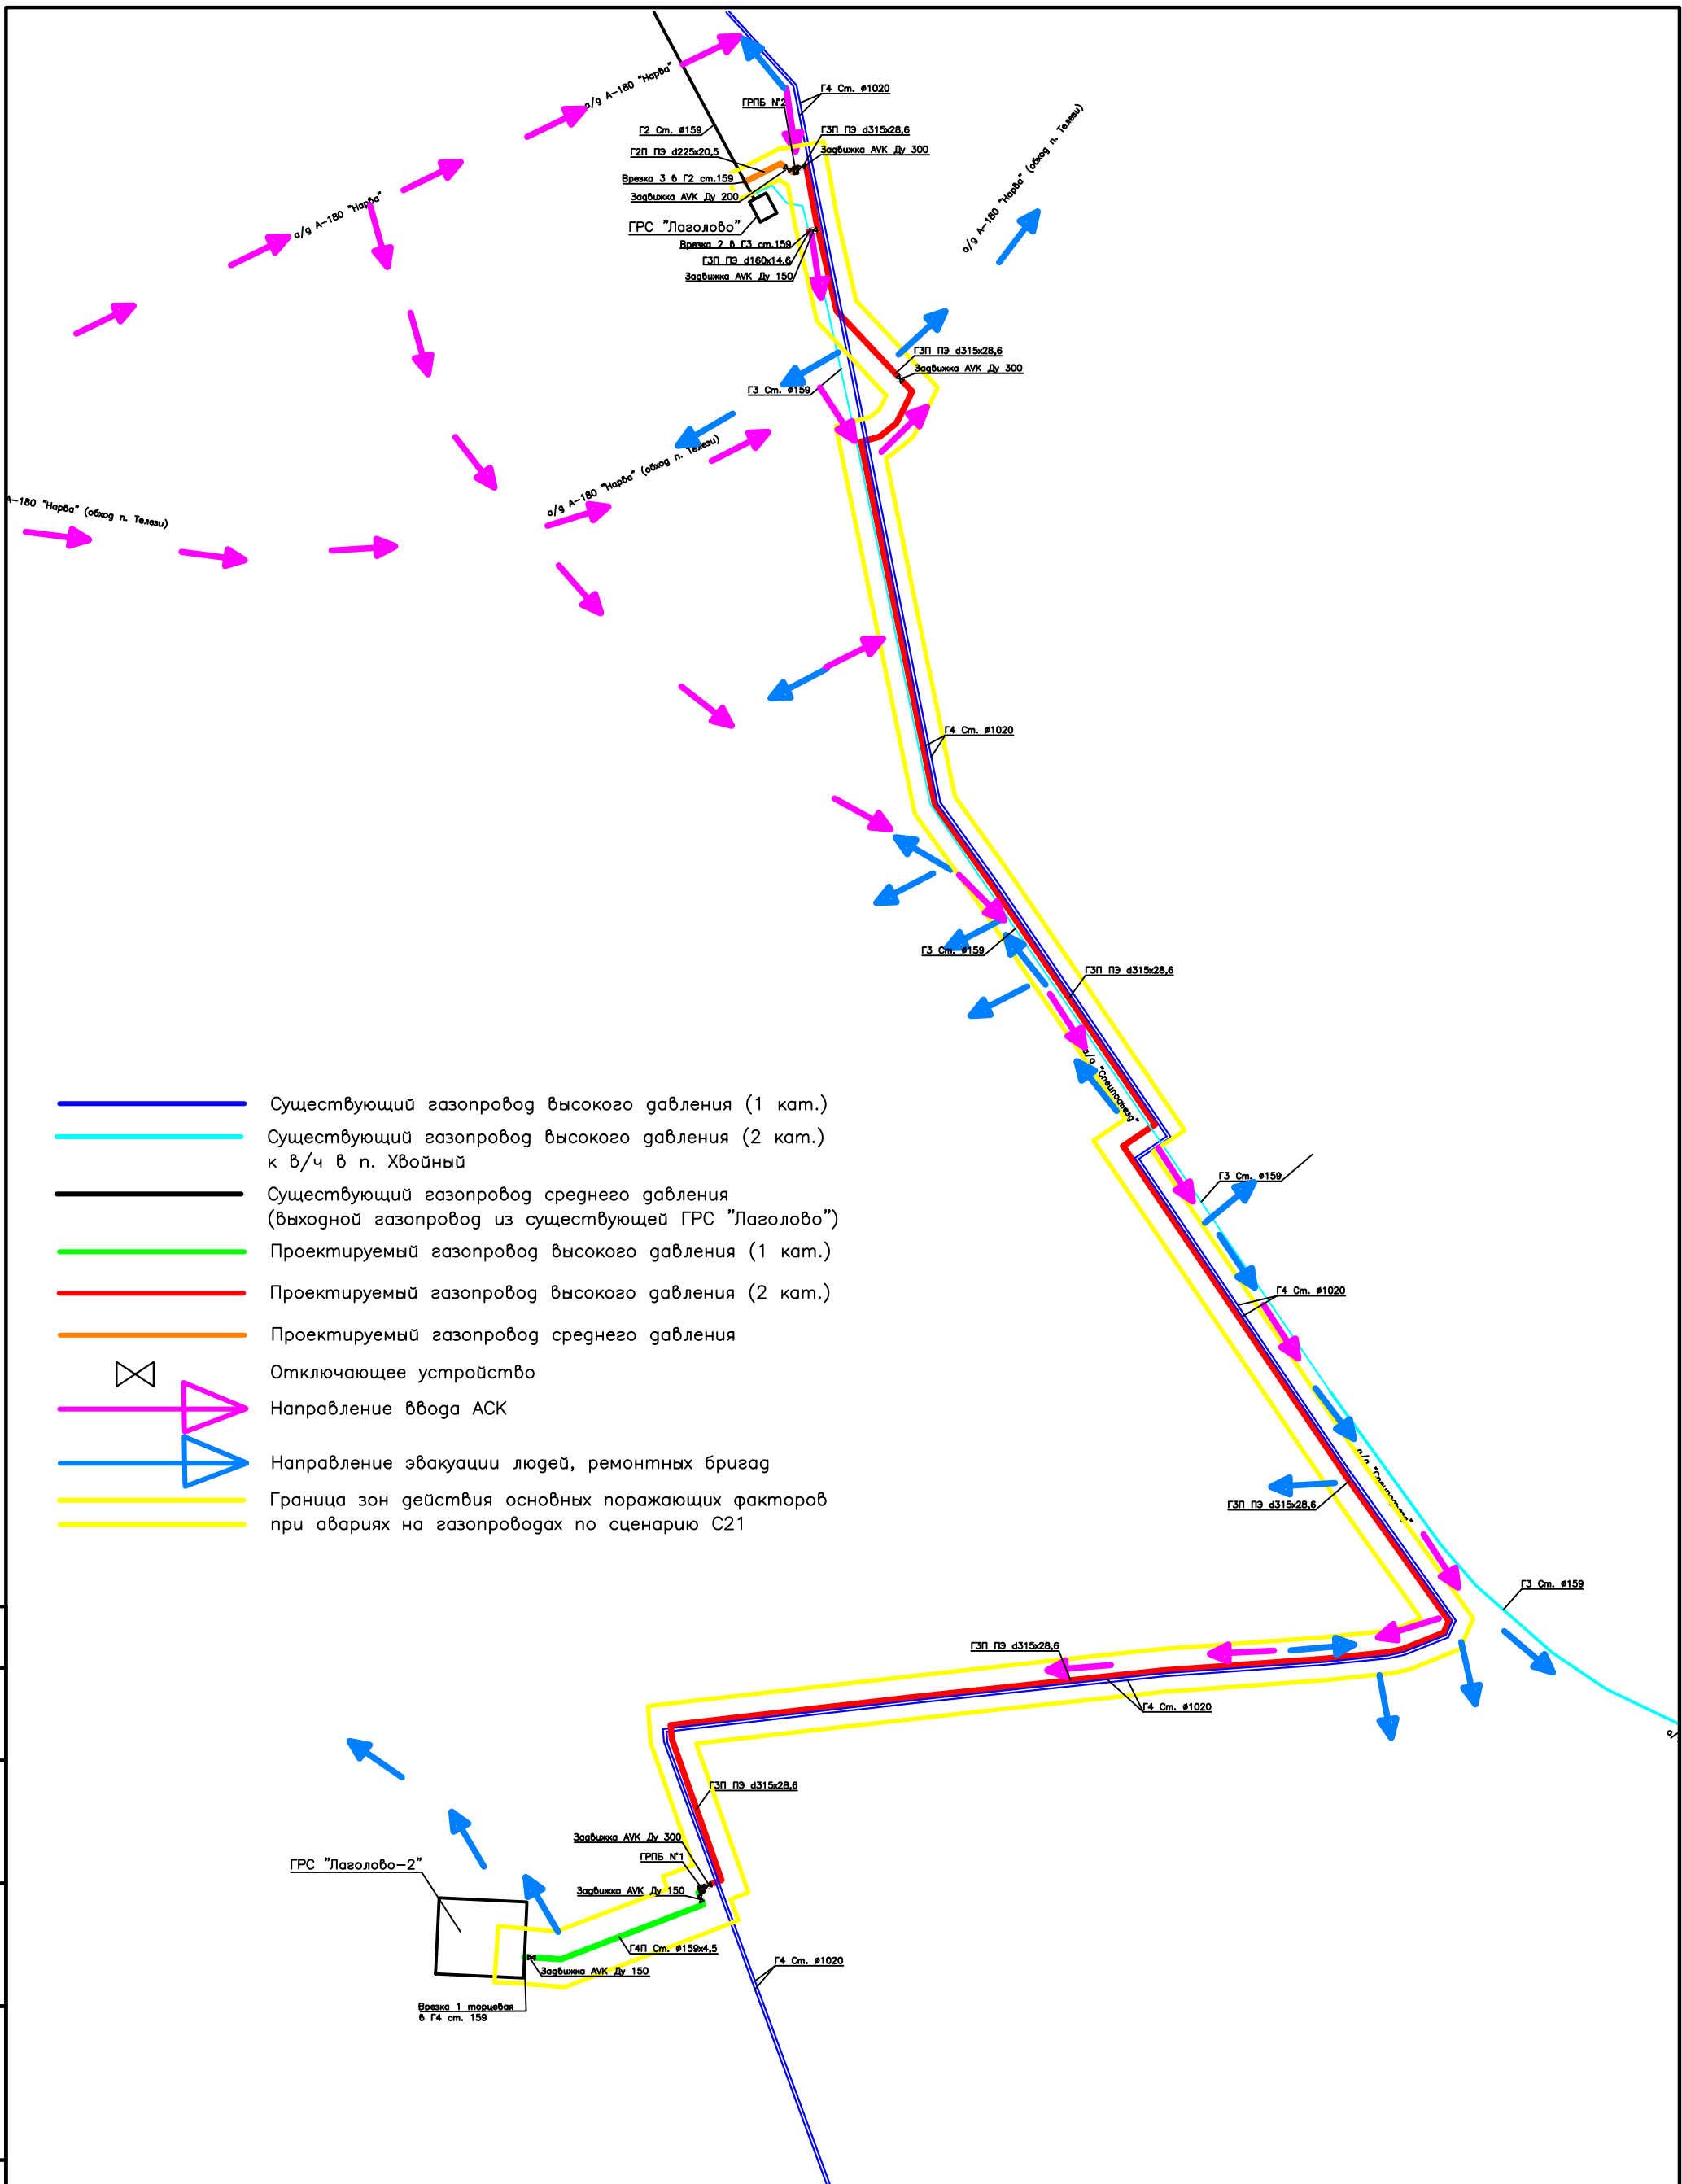 Г4 Ст. ø1020
ГРПБ №2
а/д А-180 "Нарва"
Г2 Ст. ø159
Г3П ПЭ d315x28,6
Г2П ПЭ d225x20,5
Задвижка AVK Ду 300
Врезка 3 в Г2 ст.159
Задвижка AVK Ду 200
а/д А-180 "Нарва"
ГРС "Лаголово"
а/д А-180 "Нарва" (обход п. Телези)
Врезка 2 в Г3 ст.159
Г3П ПЭ d160x14.6
Задвижка AVK Ду 150
Г3П ПЭ d315x28,6
Задвижка AVK Ду 300
Г3 Ст. ø159
а/д А-180 "Нарва" (обход п. Телези)
А-180 "Нарва" (обход п. Телези)
Г4 Ст. ø1020
Г3 Ст. ø159
Г3П ПЭ d315x28,6
а/д "Спецподъезд"
Существующий газопровод высокого давления (1 кат.)
Существующий газопровод высокого давления (2 кат.)
к в/ч в п. Хвойный
Существующий газопровод среднего давления
(выходной газопровод из существующей ГРС "Лаголово")
Проектируемый газопровод высокого давления (1 кат.)
Проектируемый газопровод высокого давления (2 кат.)
Проектируемый газопровод среднего давления
Отключающее устройство
Направление ввода АСК
Направление эвакуации людей, ремонтных бригад
Граница зон действия основных поражающих факторов
при авариях на газопроводах по сценарию С21
Г3 Ст. ø159
Г4 Ст. ø1020
Г3П ПЭ d315x28,6
Г3 Ст. ø159
Г3П ПЭ d315x28,6
Г4 Ст. ø1020
Г3П ПЭ d315x28,6
Задвижка AVK Ду 300
ГРПБ №1
ГРС "Лаголово-2"
Задвижка AVK Ду 150
Г4П Ст. ø159x4,5
Г4 Ст. ø1020
Задвижка AVK Ду 150
Врезка 1 торцевая
в Г4 ст. 159